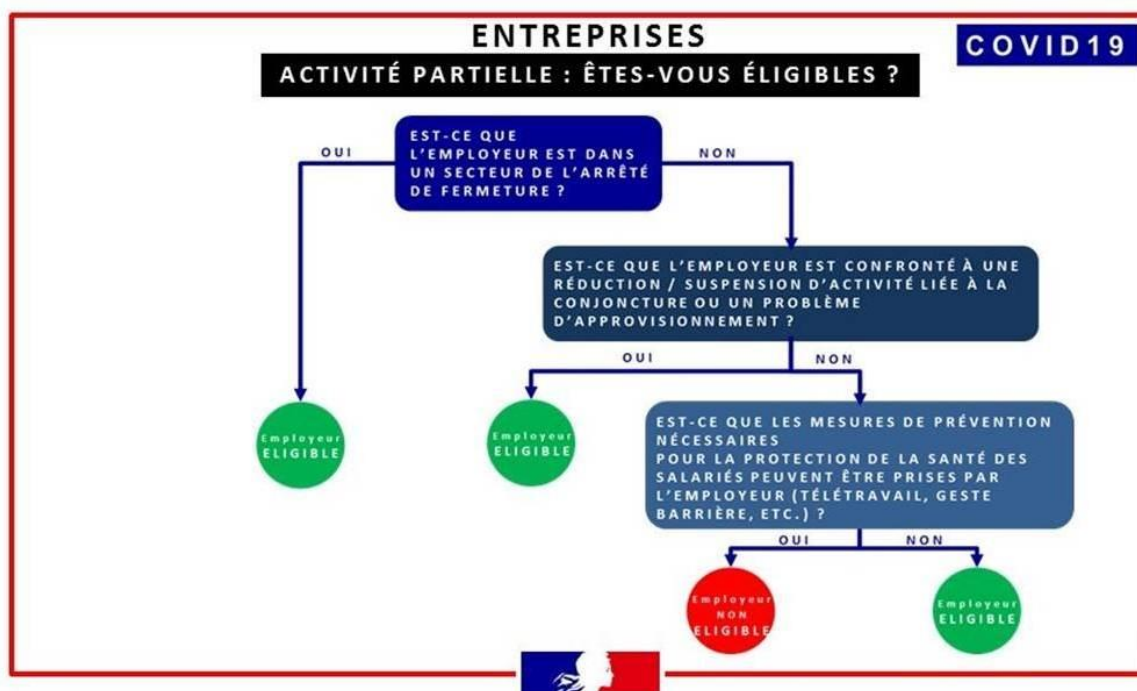 ENTREPRISES
COVID19
ACTIVITÉ PARTIELLE : ÊTES-VOUS ÉLIGIBLES ?
EST-CE QUE
L'EMPLOYEUR EST DANS
UN SECTEUR DE L'ARRÊTÉ
DE FERMETURE ?
OUI
NON
EST-CE QUE L'EMPLOYEUR EST CONFRONTÉ À UNE
RÉDUCTION / SUSPENSION D'ACTIVITÉ LIÉE À LA
CONJONCTURE OU UN PROBLÈME
D'APPROVISIONNEMENT ?
OUI
NON
Employeur
ELIGIBLE
Employeur
ELIGIBLE
EST-CE QUE LES MESURES DE PRÉVENTION
NÉCESSAIRES
POUR LA PROTECTION DE LA SANTÉ DES
SALARIÉS PEUVENT ÊTRE PRISES PAR
L'EMPLOYEUR (TÉLÉTRAVAIL, GESTE
BARRIÈRE, ETC.) ?
OUI
NON
Employeur
NON
ELIGIBLE
Employeur
ELIGIBLE